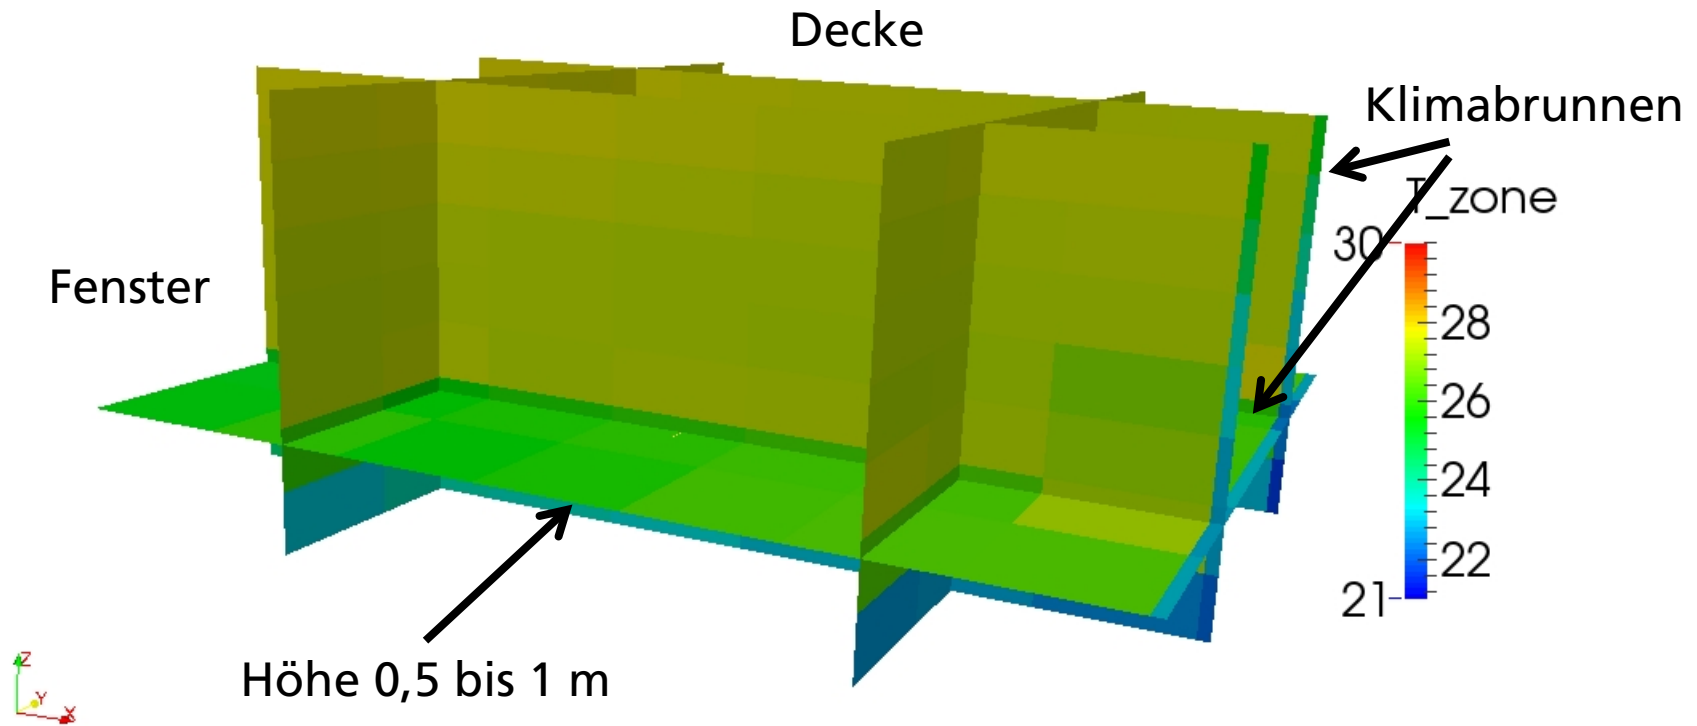 Decke
Klimabrunnen
T_zone
30
Fenster
28
26
24
22
21
Höhe 0,5 bis 1 m
Z
Y
X